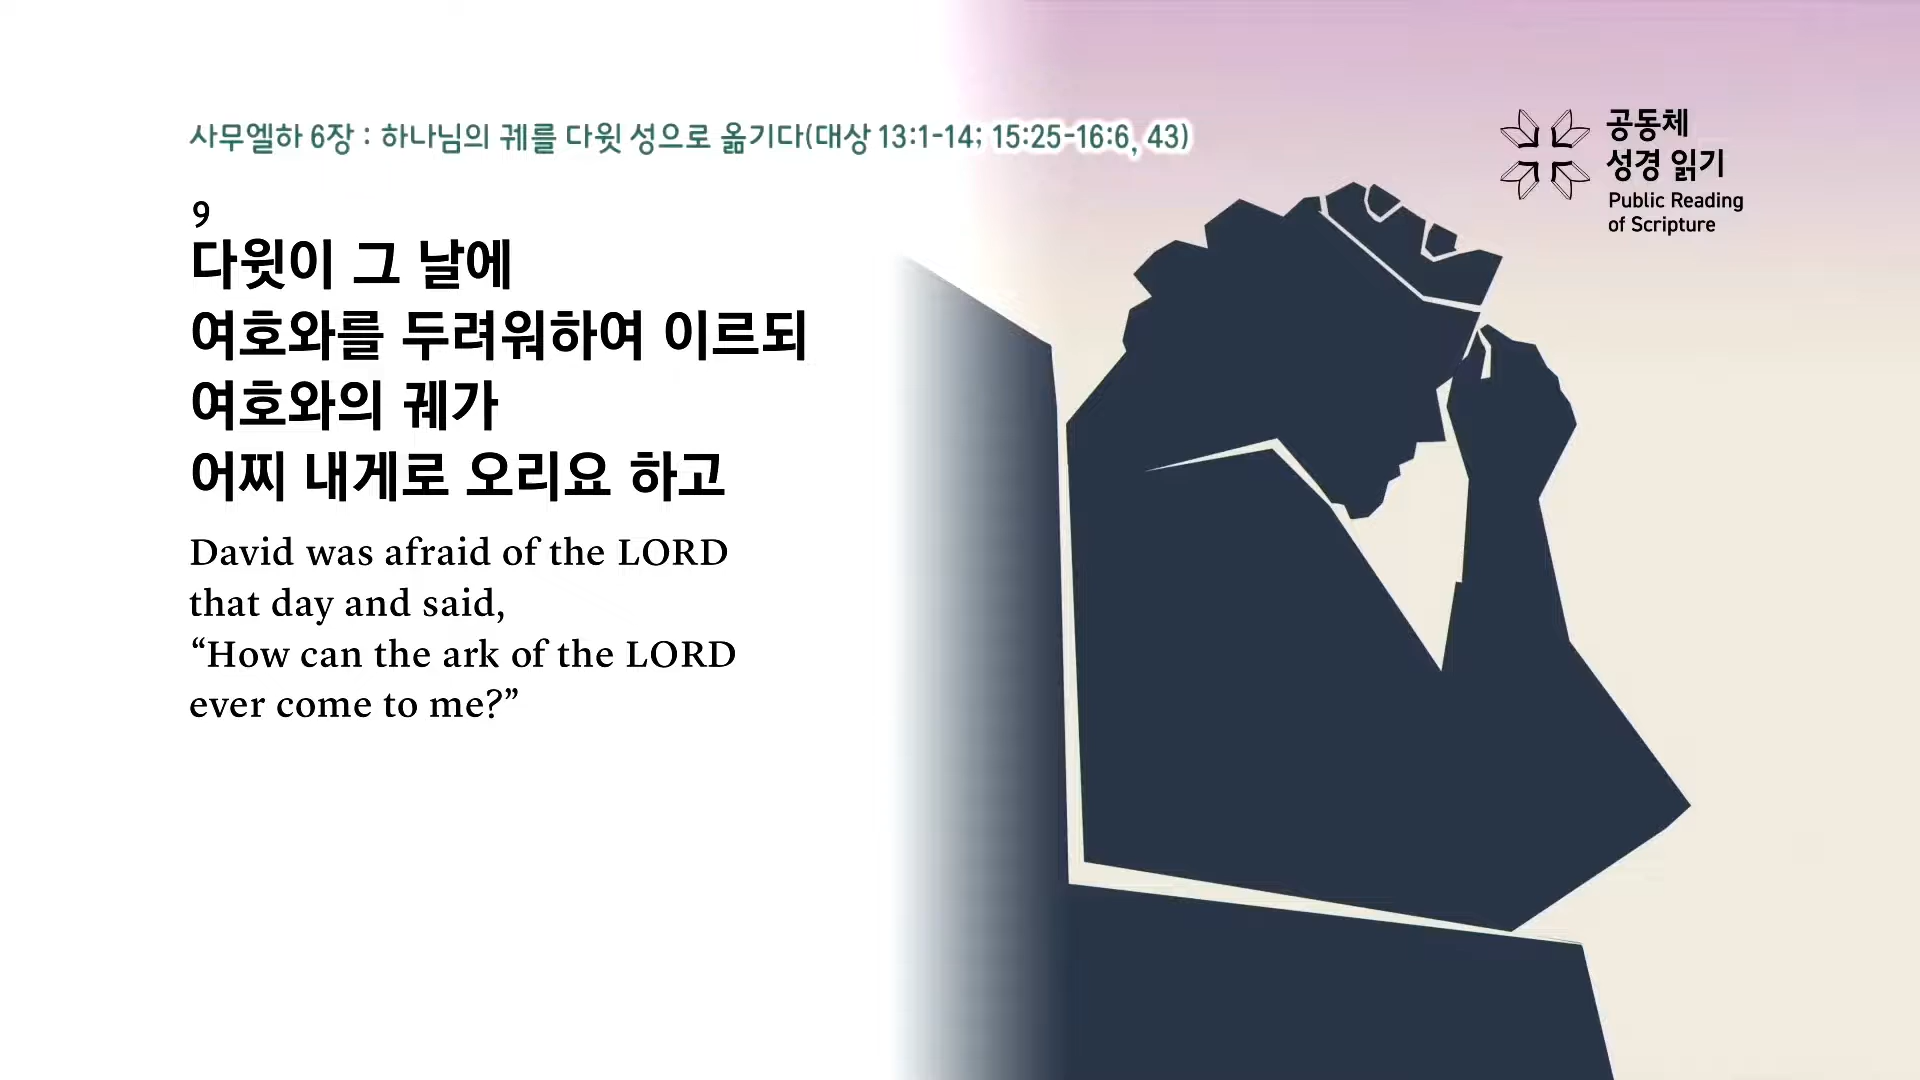 사무엘하 6장 : 하나님의 궤를 다윗 성으로 옮기다(대상 13:1-14; 15:25-16:6, 43)
공동체
성경 읽기
Public Reading
of Scripture
9
다윗이 그 날에
여호와를 두려워하여 이르되
여호와의 궤가
어찌 내게로 오리요 하고
David was afraid of the LORD
that day and said,
“How can the ark of the LORD
ever come to me?”